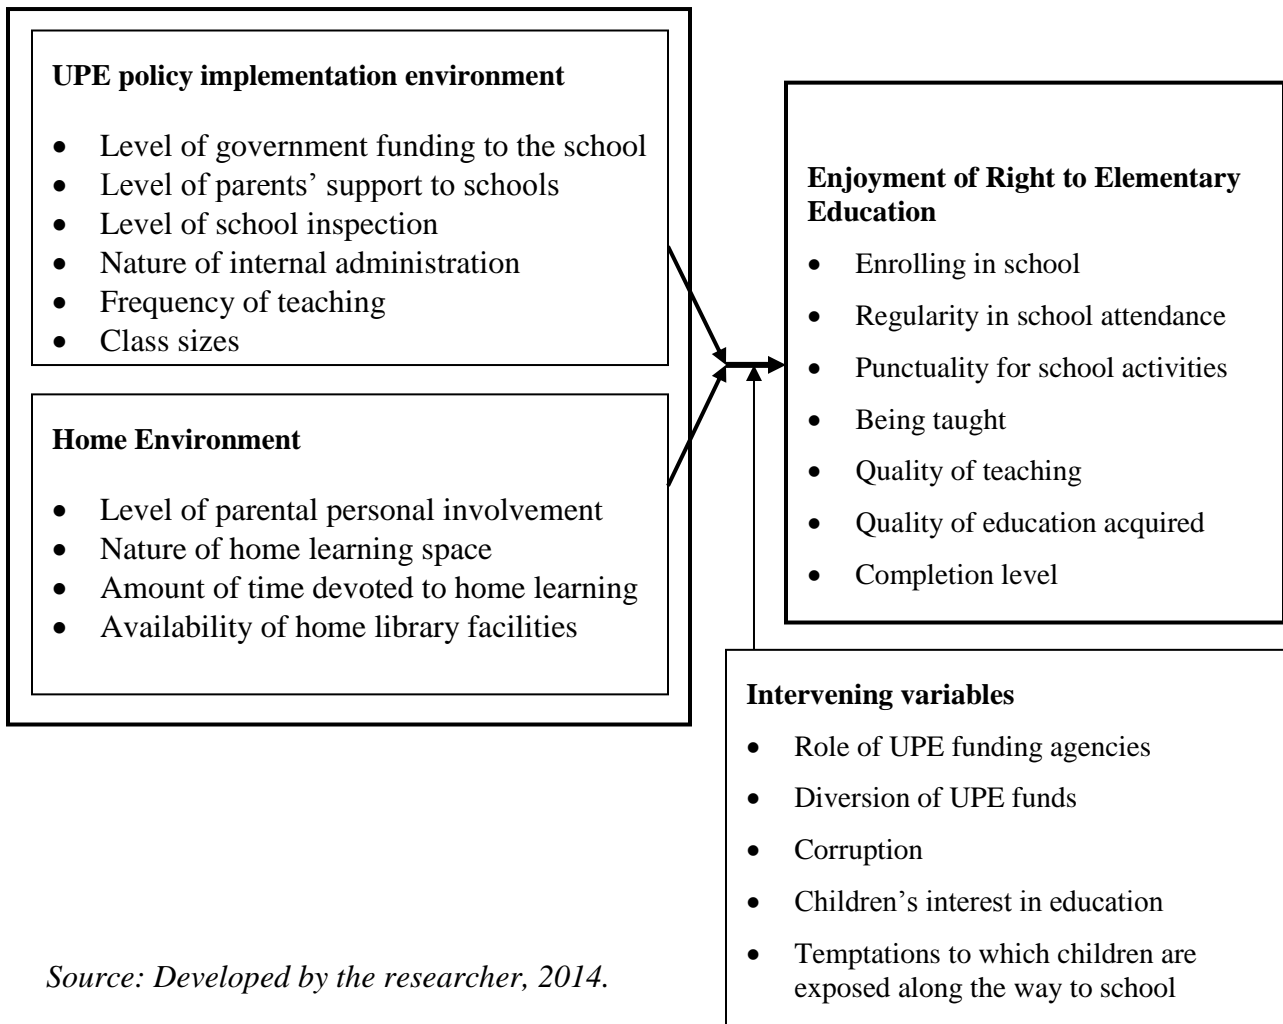 UPE policy implementation environment
• Level of government funding to the school
• Level of parents’ support to schools
• Level of school inspection
• Nature of internal administration
• Frequency of teaching
• Class sizes
Home Environment
• Level of parental personal involvement
• Nature of home learning space
• Amount of time devoted to home learning
• Availability of home library facilities
Enjoyment of Right to Elementary
Education
• Enrolling in school
• Regularity in school attendance
• Punctuality for school activities
• Being taught
• Quality of teaching
• Quality of education acquired
• Completion level
Intervening variables
• Role of UPE funding agencies
• Diversion of UPE funds
• Corruption
• Children’s interest in education
• Temptations to which children are
exposed along the way to school
Source: Developed by the researcher, 2014.